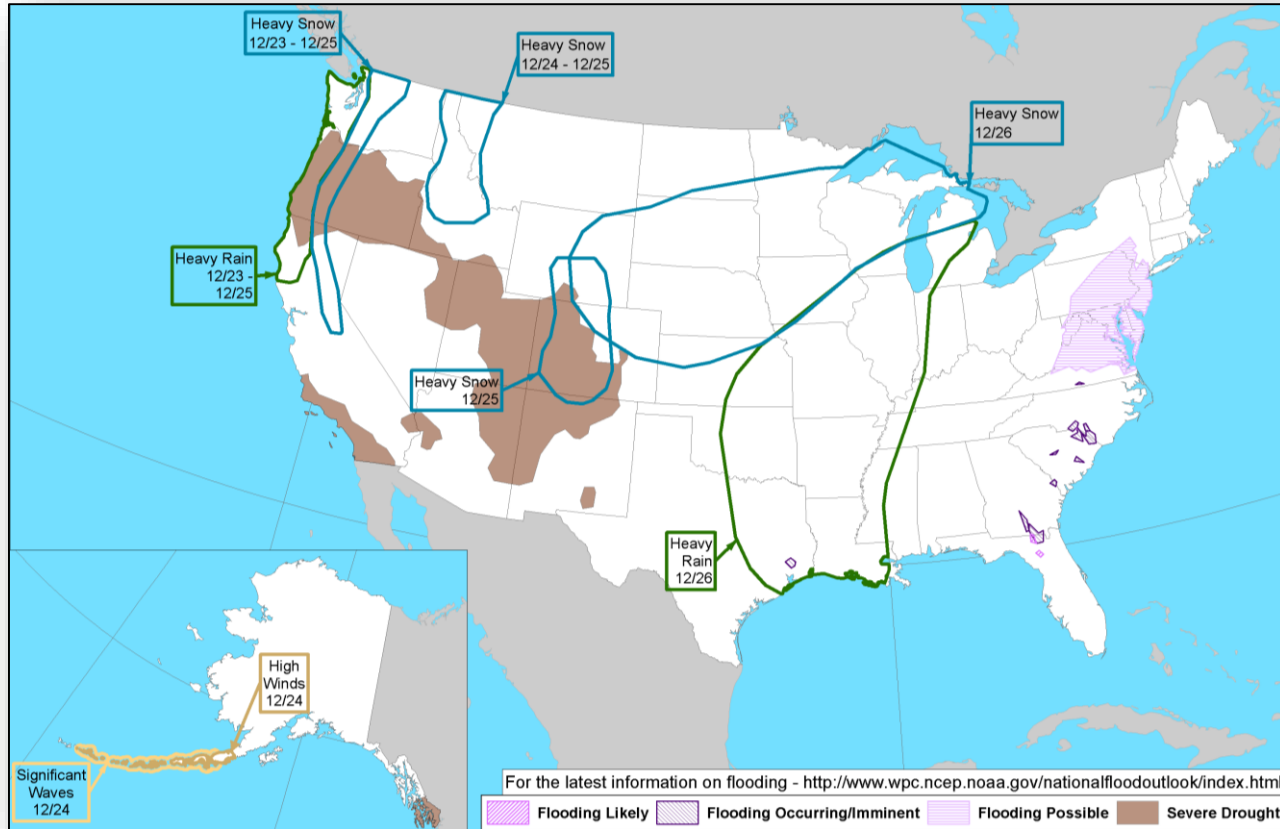 Heavy Snow
12/23 - 12/25
Heavy Snow
12/24 - 12/25
Heavy Snow
12/26
Heavy Rain
12/23 -
12/25
Heavy Snow
12/25
Heavy
Rain
12/26
High
Winds
12/24
Significant
Waves
12/24
For the latest information on flooding - http://www.wpc.ncep.noaa.gov/nationalfloodoutlook/index.html
Flooding Likely
Flooding Occurring/Imminent
Flooding Possible
Severe Drought